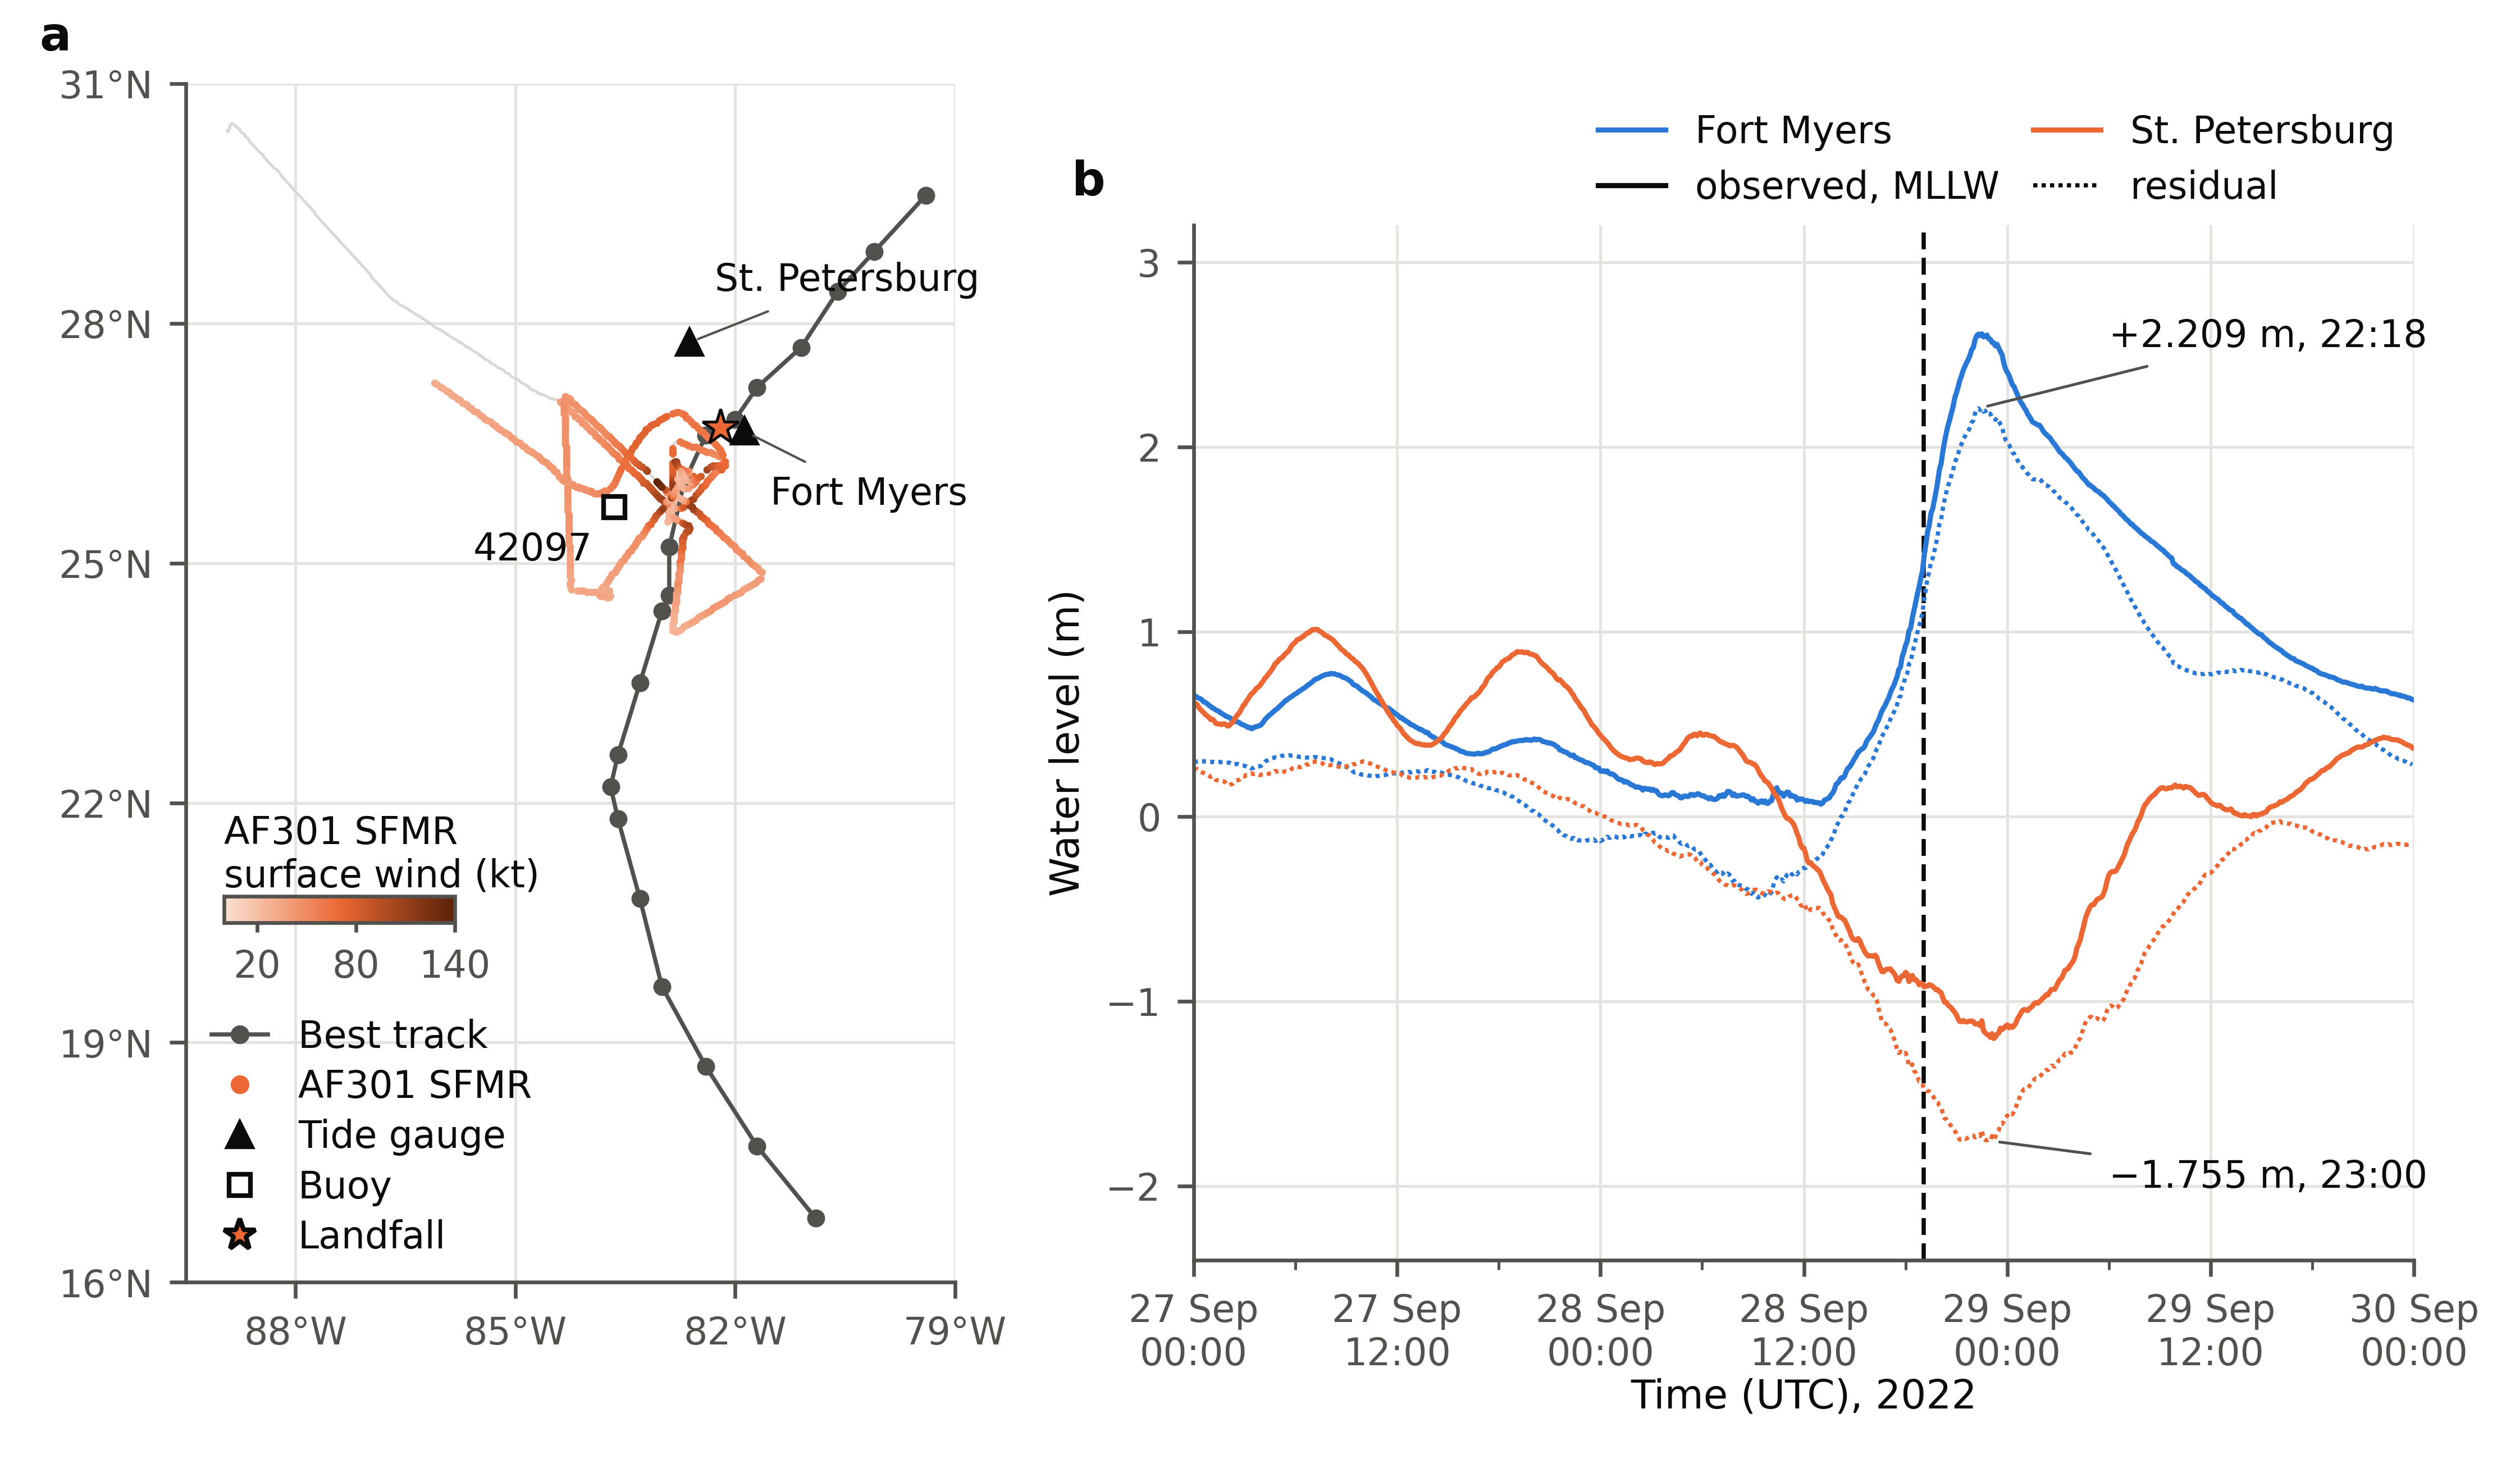 a
31°N
28°N
25°N
22°N
19°N
16°N
88°W
85°W
82°W
79°W
St. Petersburg
Fort Myers
42097
AF301 SFMR
surface wind (kt)
20 80 140
Best track
AF301 SFMR
Tide gauge
Buoy
Landfall
b
Fort Myers
St. Petersburg
observed, MLLW
residual
Water level (m)
3
2
1
0
−1
−2
+2.209 m, 22:18
−1.755 m, 23:00
27 Sep
00:00
27 Sep
12:00
28 Sep
00:00
28 Sep
12:00
29 Sep
00:00
29 Sep
12:00
30 Sep
00:00
Time (UTC), 2022